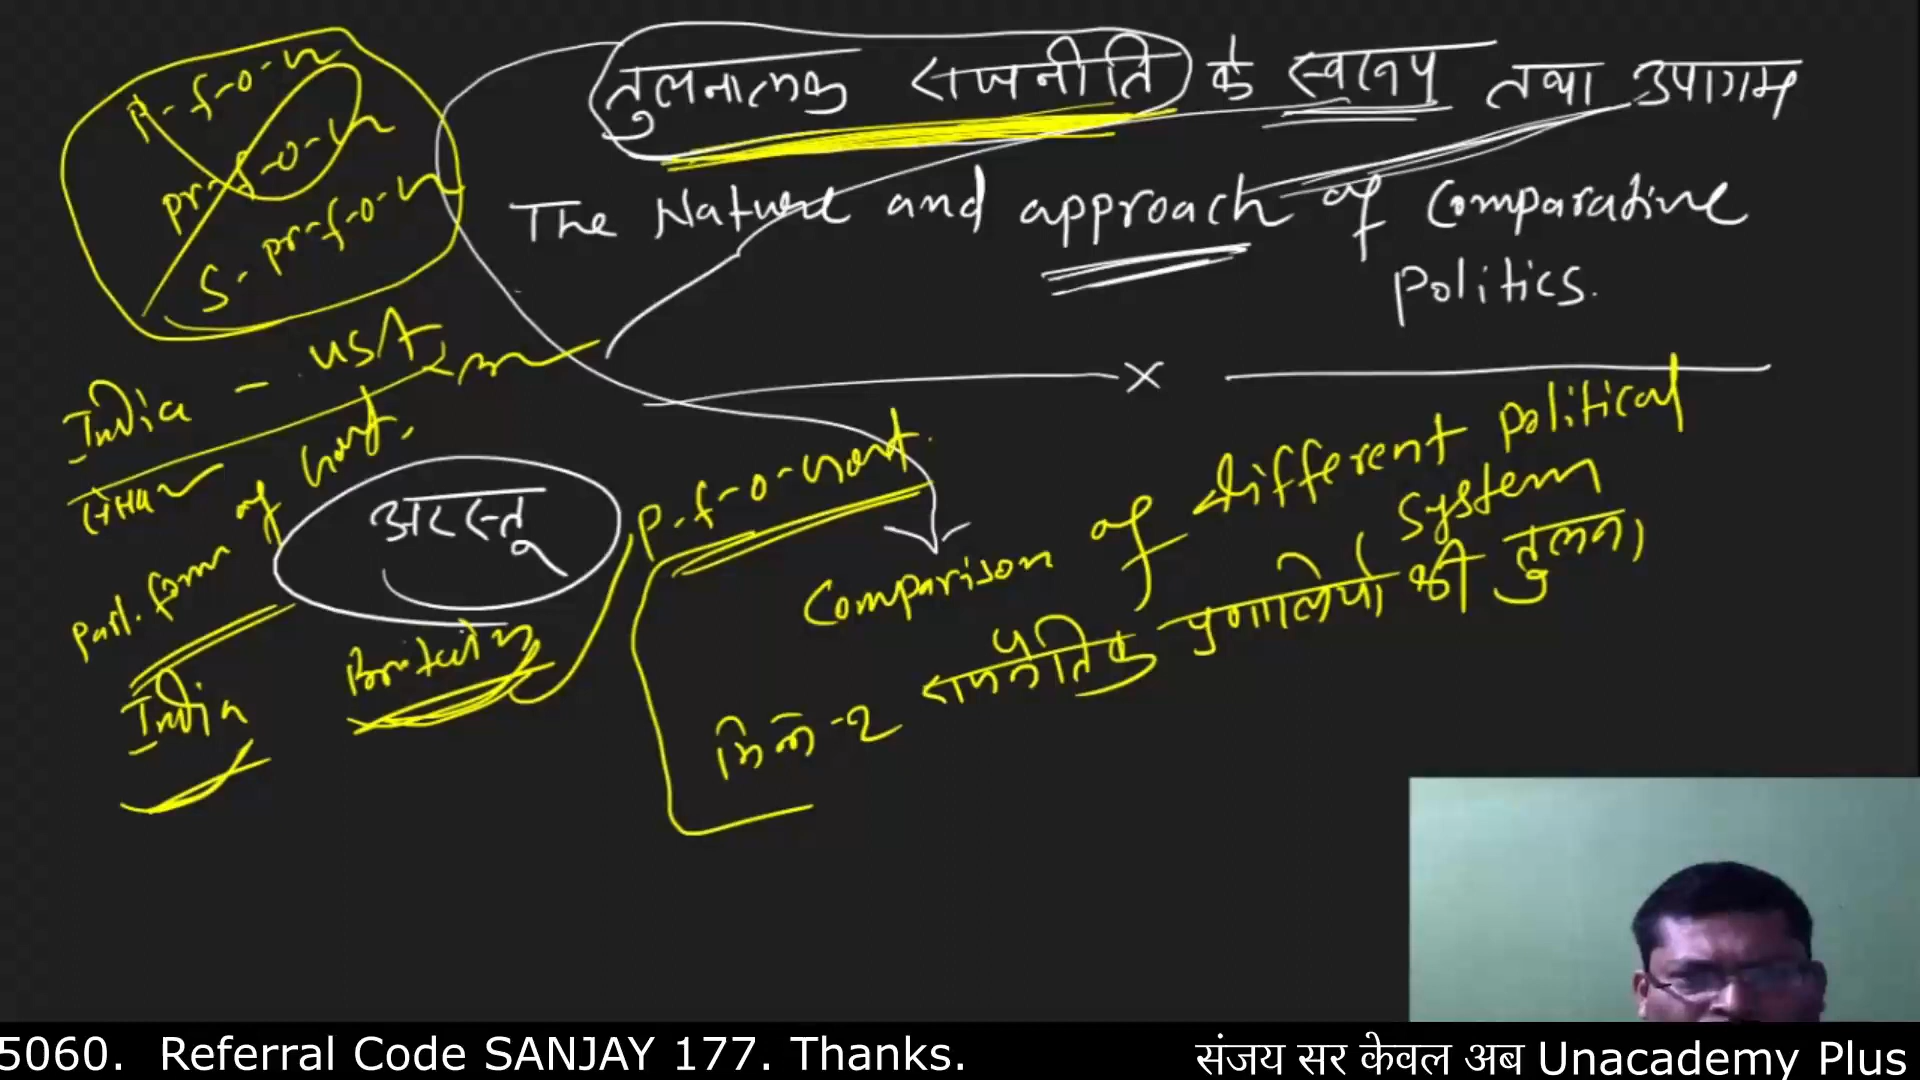 तुलनात्मक राजनीति के स्वरूप तथा उपागम
The Nature and approach of Comparative
Politics.
P-f-o-n
pr-f-o-n
S-pr-f-o-n
India - USA
Parl. form of Govt.
अरस्तू
P-f-o-Govt.
India Britain
Comparison of different Political
System
राजनैतिक प्रणालियों की तुलना
5060. Referral Code SANJAY 177. Thanks.
संजय सर केवल अब Unacademy Plus